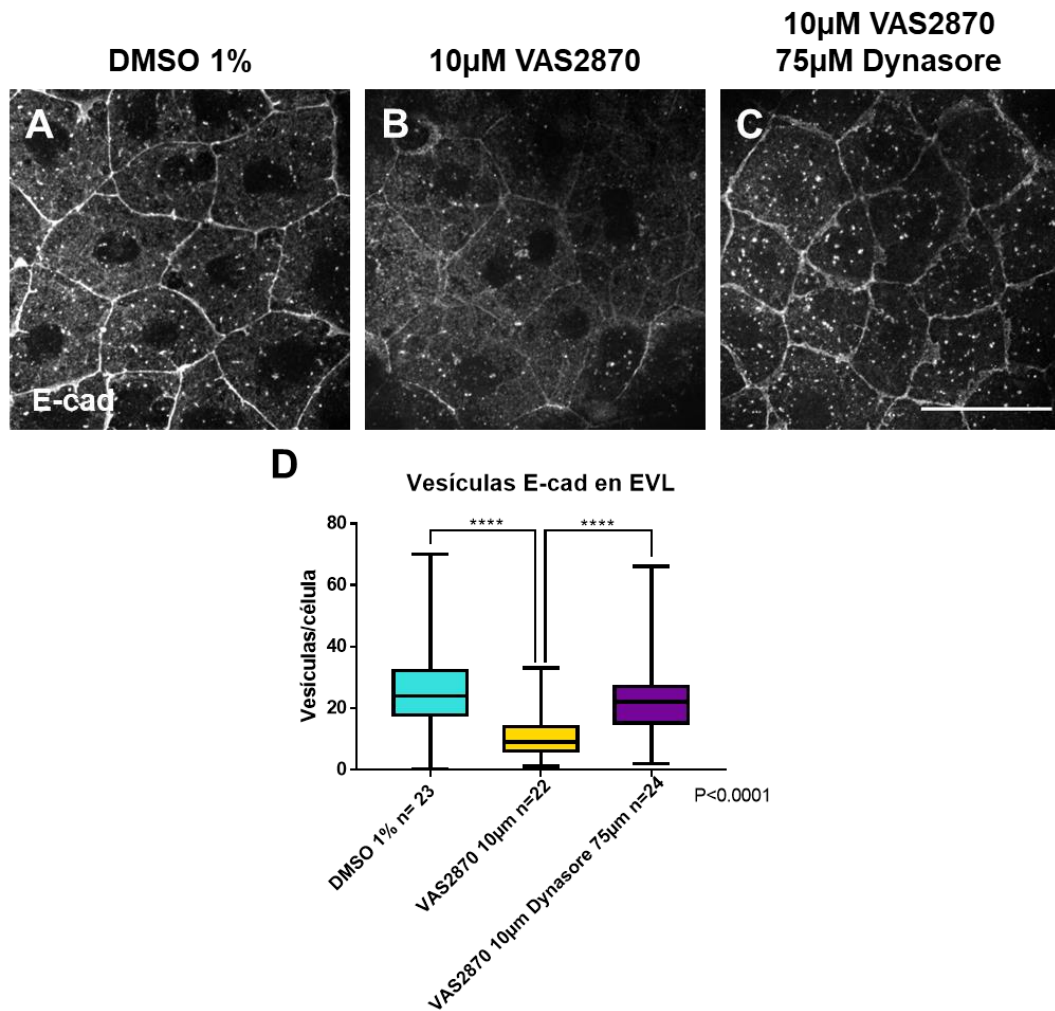 DMSO 1%
10µM VAS2870
10µM VAS2870
75µM Dynasore
A
B
C
E-cad
D
Vesículas E-cad en EVL
Vesículas/célula
80
60
40
20
0
****
****
DMSO 1% n= 23
VAS2870 10µm n=22
VAS2870 10µm Dynasore 75µm n=24
P<0.0001